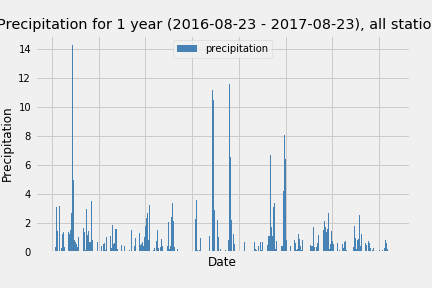 Precipitation for 1 year (2016-08-23 - 2017-08-23), all statio
precipitation
14
12
10
8
6
4
2
0
Precipitation
Date